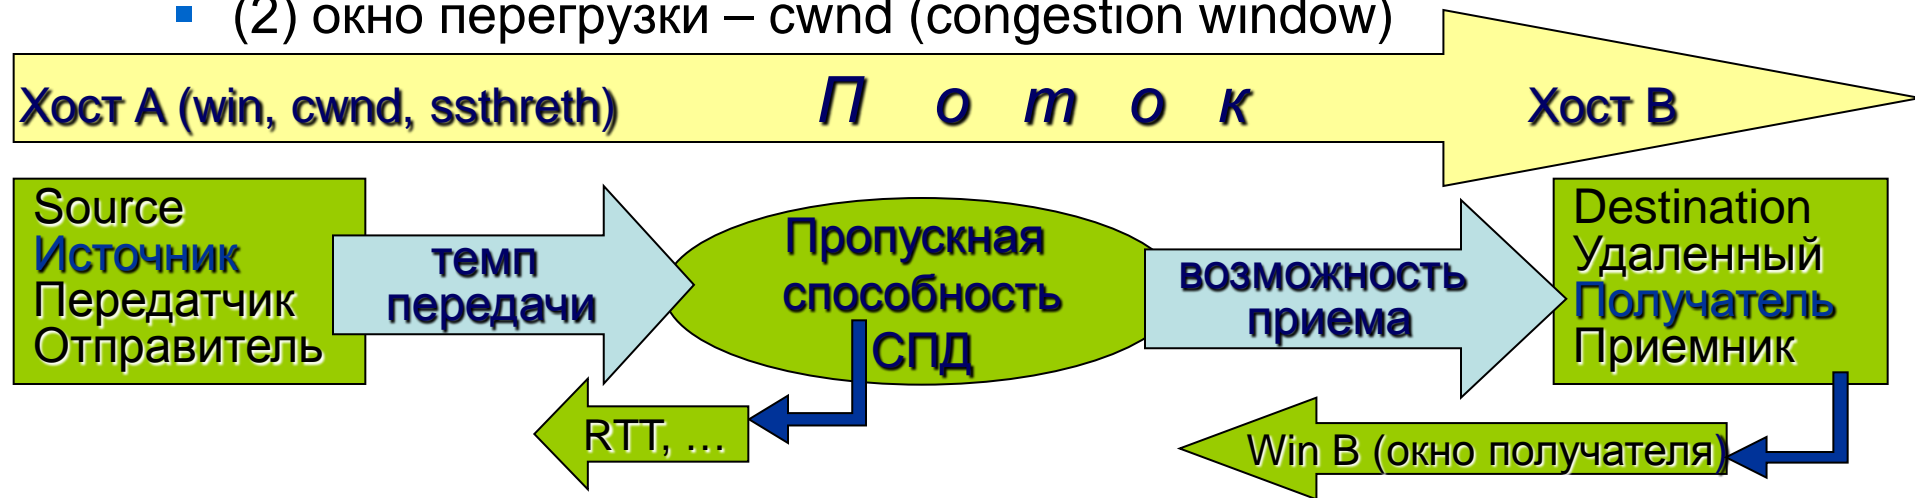 ▪ (2) окно перегрузки – cwnd (congestion window)
Хост А (win, cwnd, ssthreth) П о т о к Хост В
Source
Источник
Передатчик
Отправитель
темп
передачи
Пропускная
способность
СПД
возможность
приема
Destination
Удаленный
Получатель
Приемник
RTT, …
Win B (окно получателя)